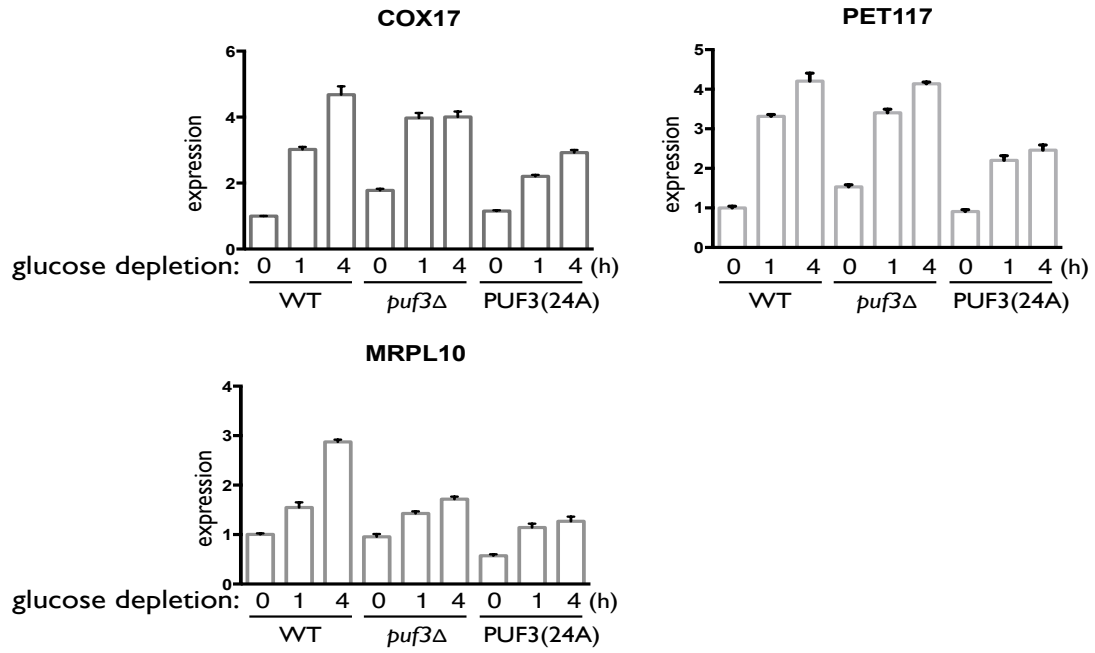 COX17
6
4
2
0
expression
glucose depletion: 0 1 4 0 1 4 0 1 4 (h)
WT puf3Δ PUF3(24A)
PET117
5
4
3
2
1
0
expression
0 1 4 0 1 4 0 1 4 (h)
WT puf3Δ PUF3(24A)
MRPL10
4
3
2
1
0
expression
glucose depletion: 0 1 4 0 1 4 0 1 4 (h)
WT puf3Δ PUF3(24A)